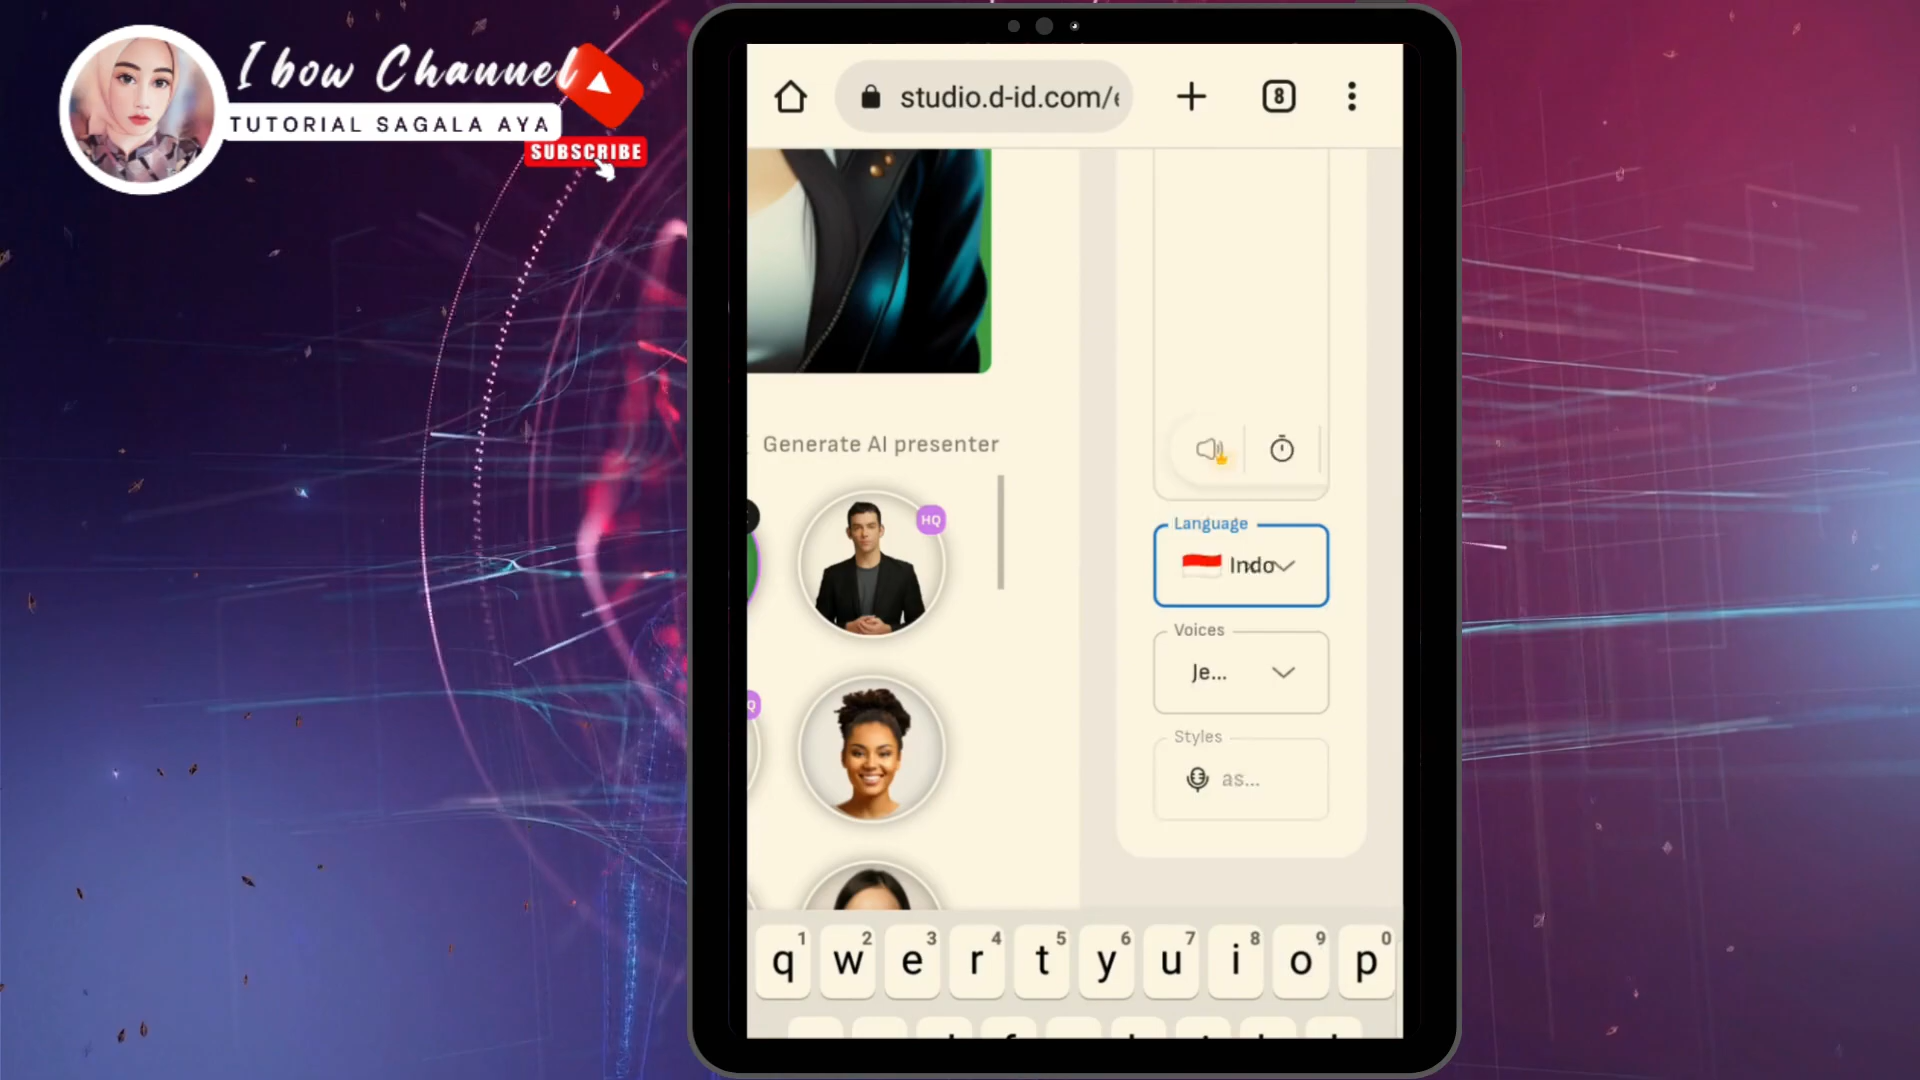 I bow Channel
TUTORIAL SAGALA AYA
SUBSCRIBE
studio.d-id.com/
8
Generate AI presenter
HQ
Language
Indo
Voices
Je...
Styles
as...
1 2 3 4 5 6 7 8 9 0
q w e r t y u i o p